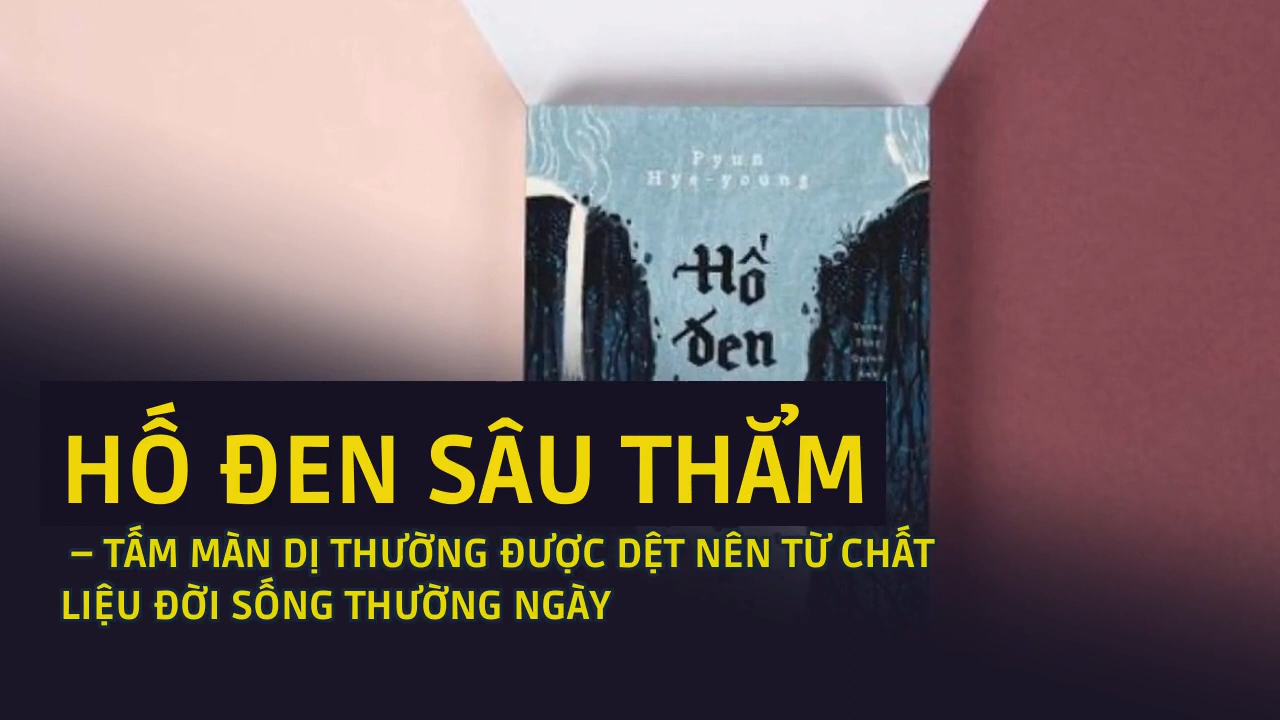 Pyun
Hye-young
Hố
đen
HỐ ĐEN SÂU THẲM
– TẤM MÀN DỊ THƯỜNG ĐƯỢC DỆT NÊN TỪ CHẤT
LIỆU ĐỜI SỐNG THƯỜNG NGÀY